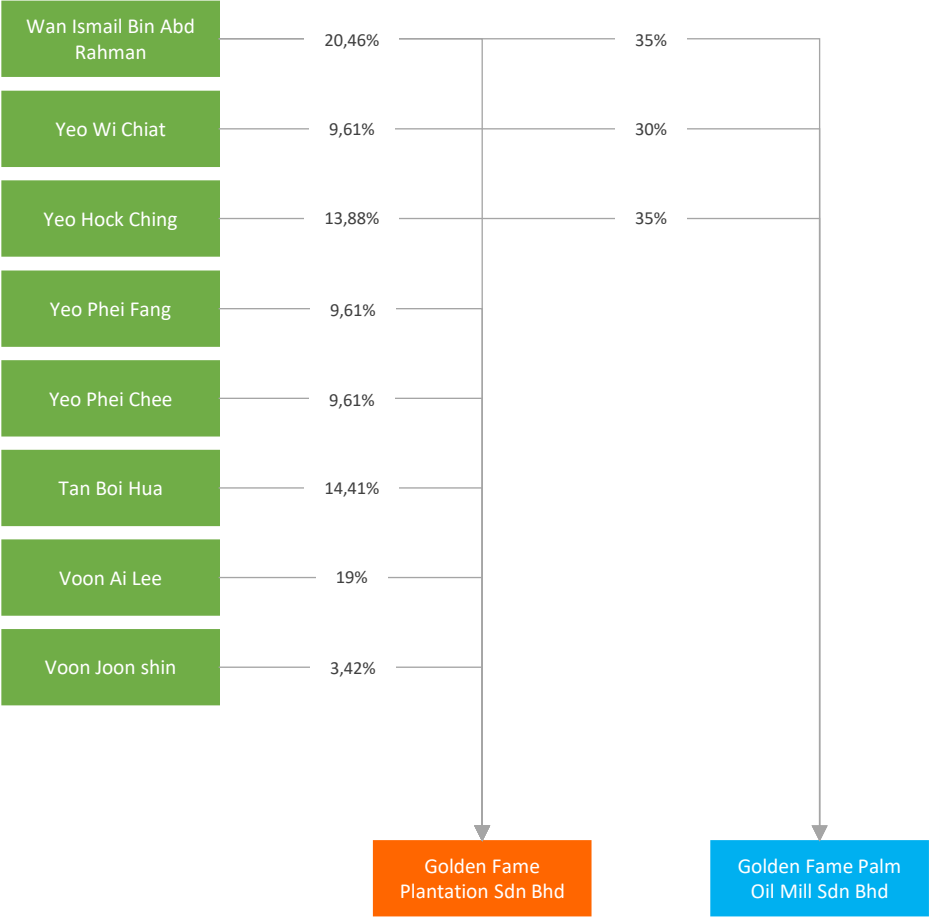 Wan Ismail Bin Abd
Rahman
20,46%
35%
Yeo Wi Chiat
9,61%
30%
Yeo Hock Ching
13,88%
35%
Yeo Phei Fang
9,61%
Yeo Phei Chee
9,61%
Tan Boi Hua
14,41%
Voon Ai Lee
19%
Voon Joon shin
3,42%
Golden Fame
Plantation Sdn Bhd
Golden Fame Palm
Oil Mill Sdn Bhd